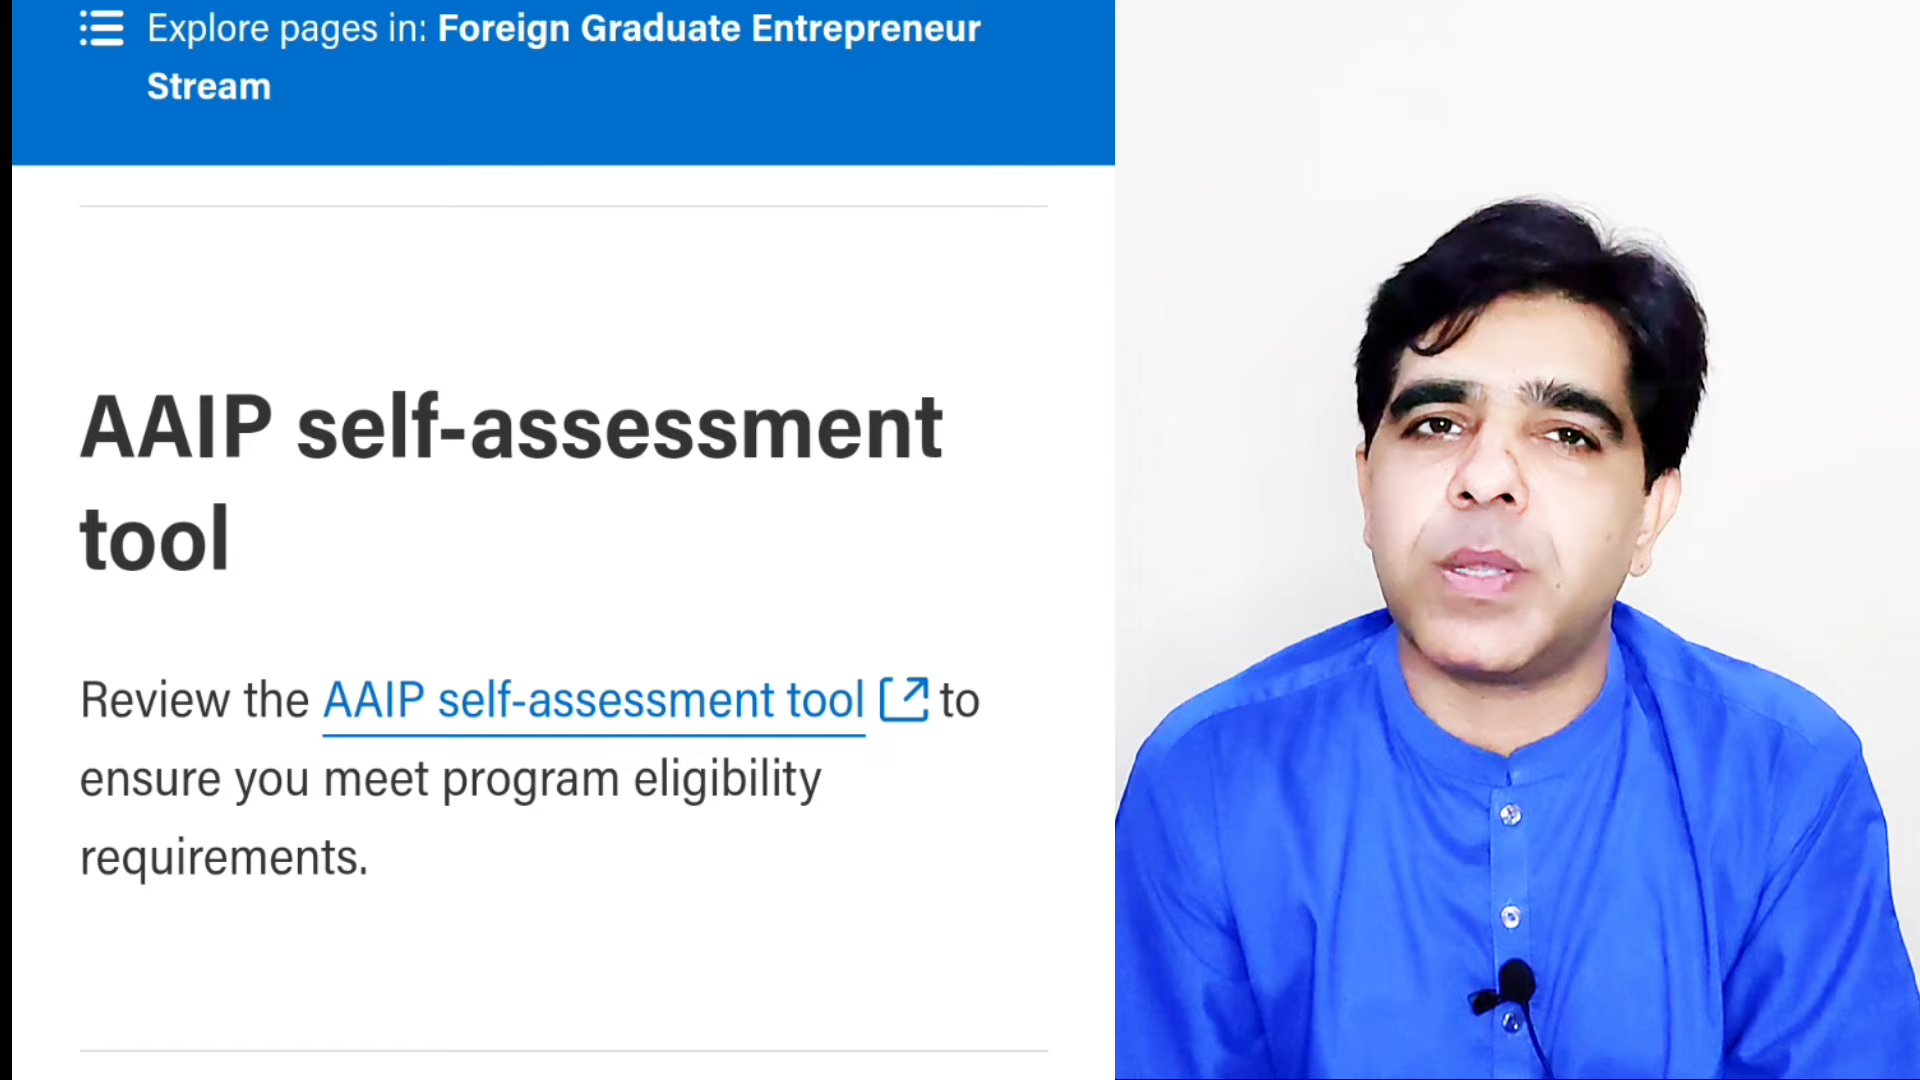 Explore pages in: Foreign Graduate Entrepreneur
Stream
AAIP self-assessment
tool
Review the AAIP self-assessment tool to
ensure you meet program eligibility
requirements.